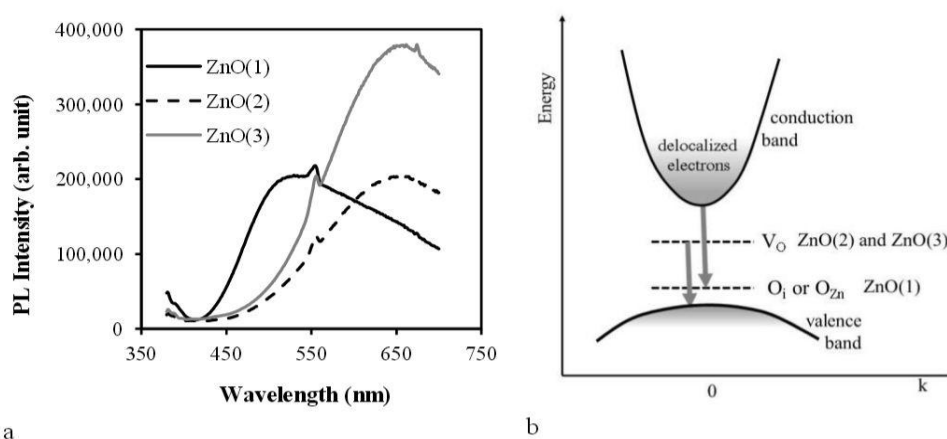 400,000
300,000
200,000
100,000
0
PL Intensity (arb. unit)
ZnO(1)
ZnO(2)
ZnO(3)
350 450 550 650 750
Wavelength (nm)
a
Energy
conduction
band
delocalized
electrons
V_O ZnO(2) and ZnO(3)
O_i or O_Zn ZnO(1)
valence
band
0 k
b